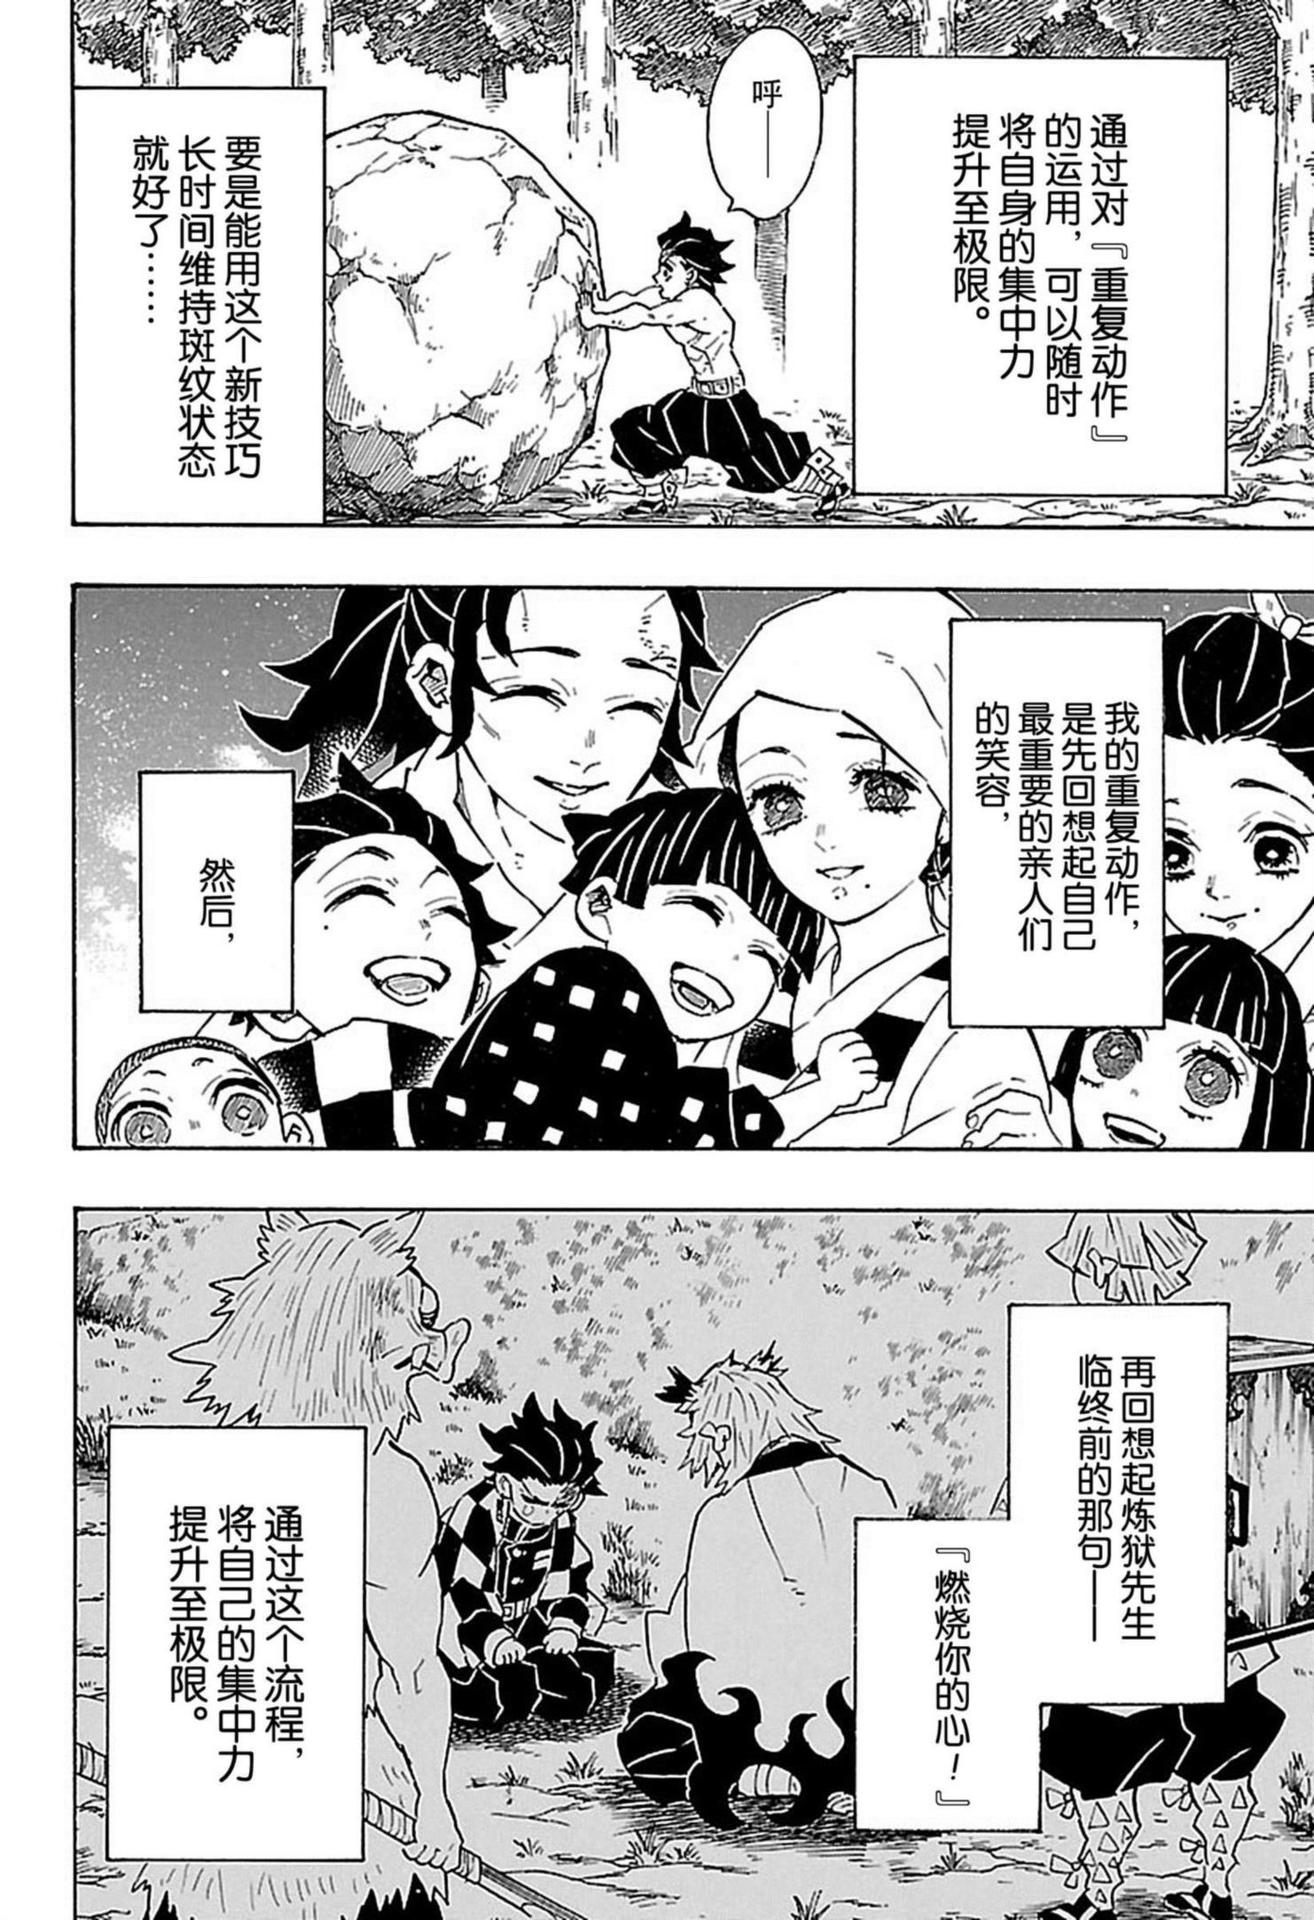 通过对『重复动作』
的运用，可以随时
将自身的集中力
提升至极限。
呼——
要是能用这个新技巧
长时间维持斑纹状态
就好了……
我的重复动作，
是先回想起自己
最重要的亲人们
的笑容，
然后，
再回想起炼狱先生
临终前的那句——
『燃烧你的心！』
通过这个流程，
将自己的集中力
提升至极限。